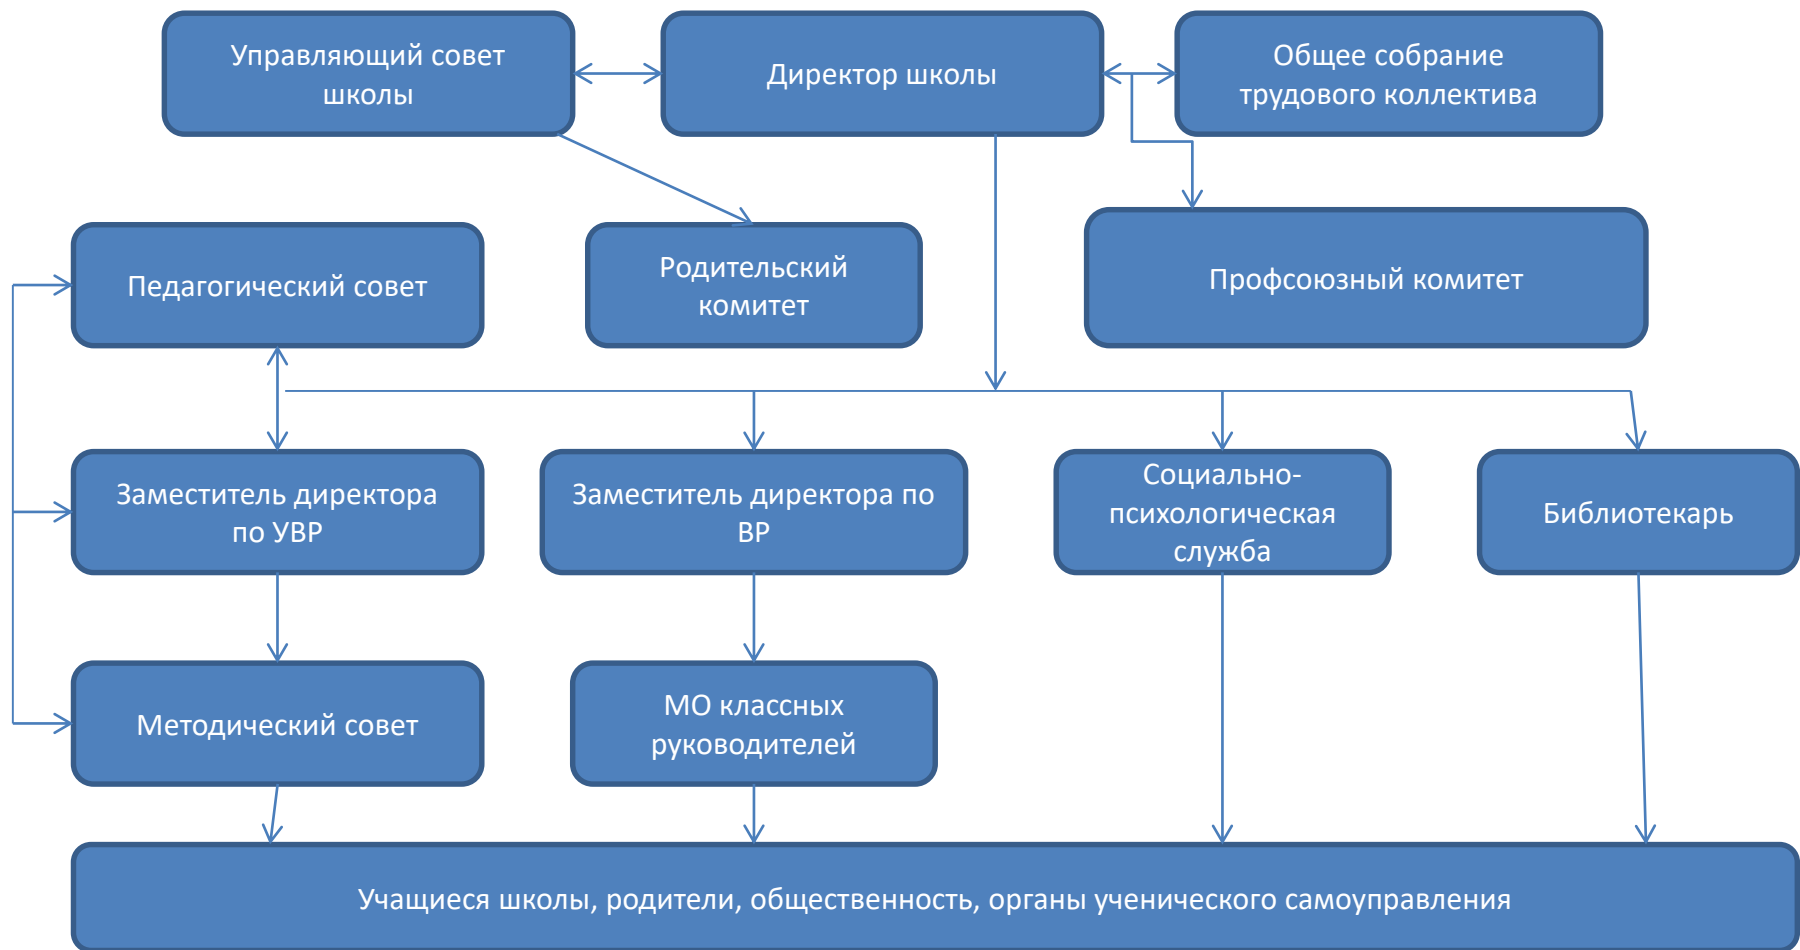 Управляющий совет
школы
Директор школы
Общее собрание
трудового коллектива
Педагогический совет
Родительский
комитет
Профсоюзный комитет
Заместитель директора
по УВР
Заместитель директора по
ВР
Социально-
психологическая
служба
Библиотекарь
Методический совет
МО классных
руководителей
Учащиеся школы, родители, общественность, органы ученического самоуправления